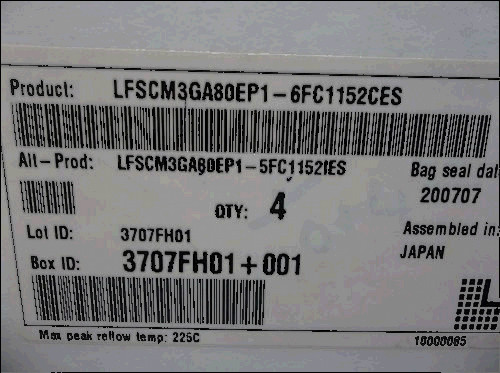 Product: LFSCM3GA80EP1-6FC1152CES
Alt-Prod: LFSCM3GA80EP1-5FC1152IES
Bag seal dat
200707
QTY: 4
Lot ID: 3707FH01
Assembled in:
JAPAN
Box ID: 3707FH01+001
L
Max peak reflow temp: 225C
10000085